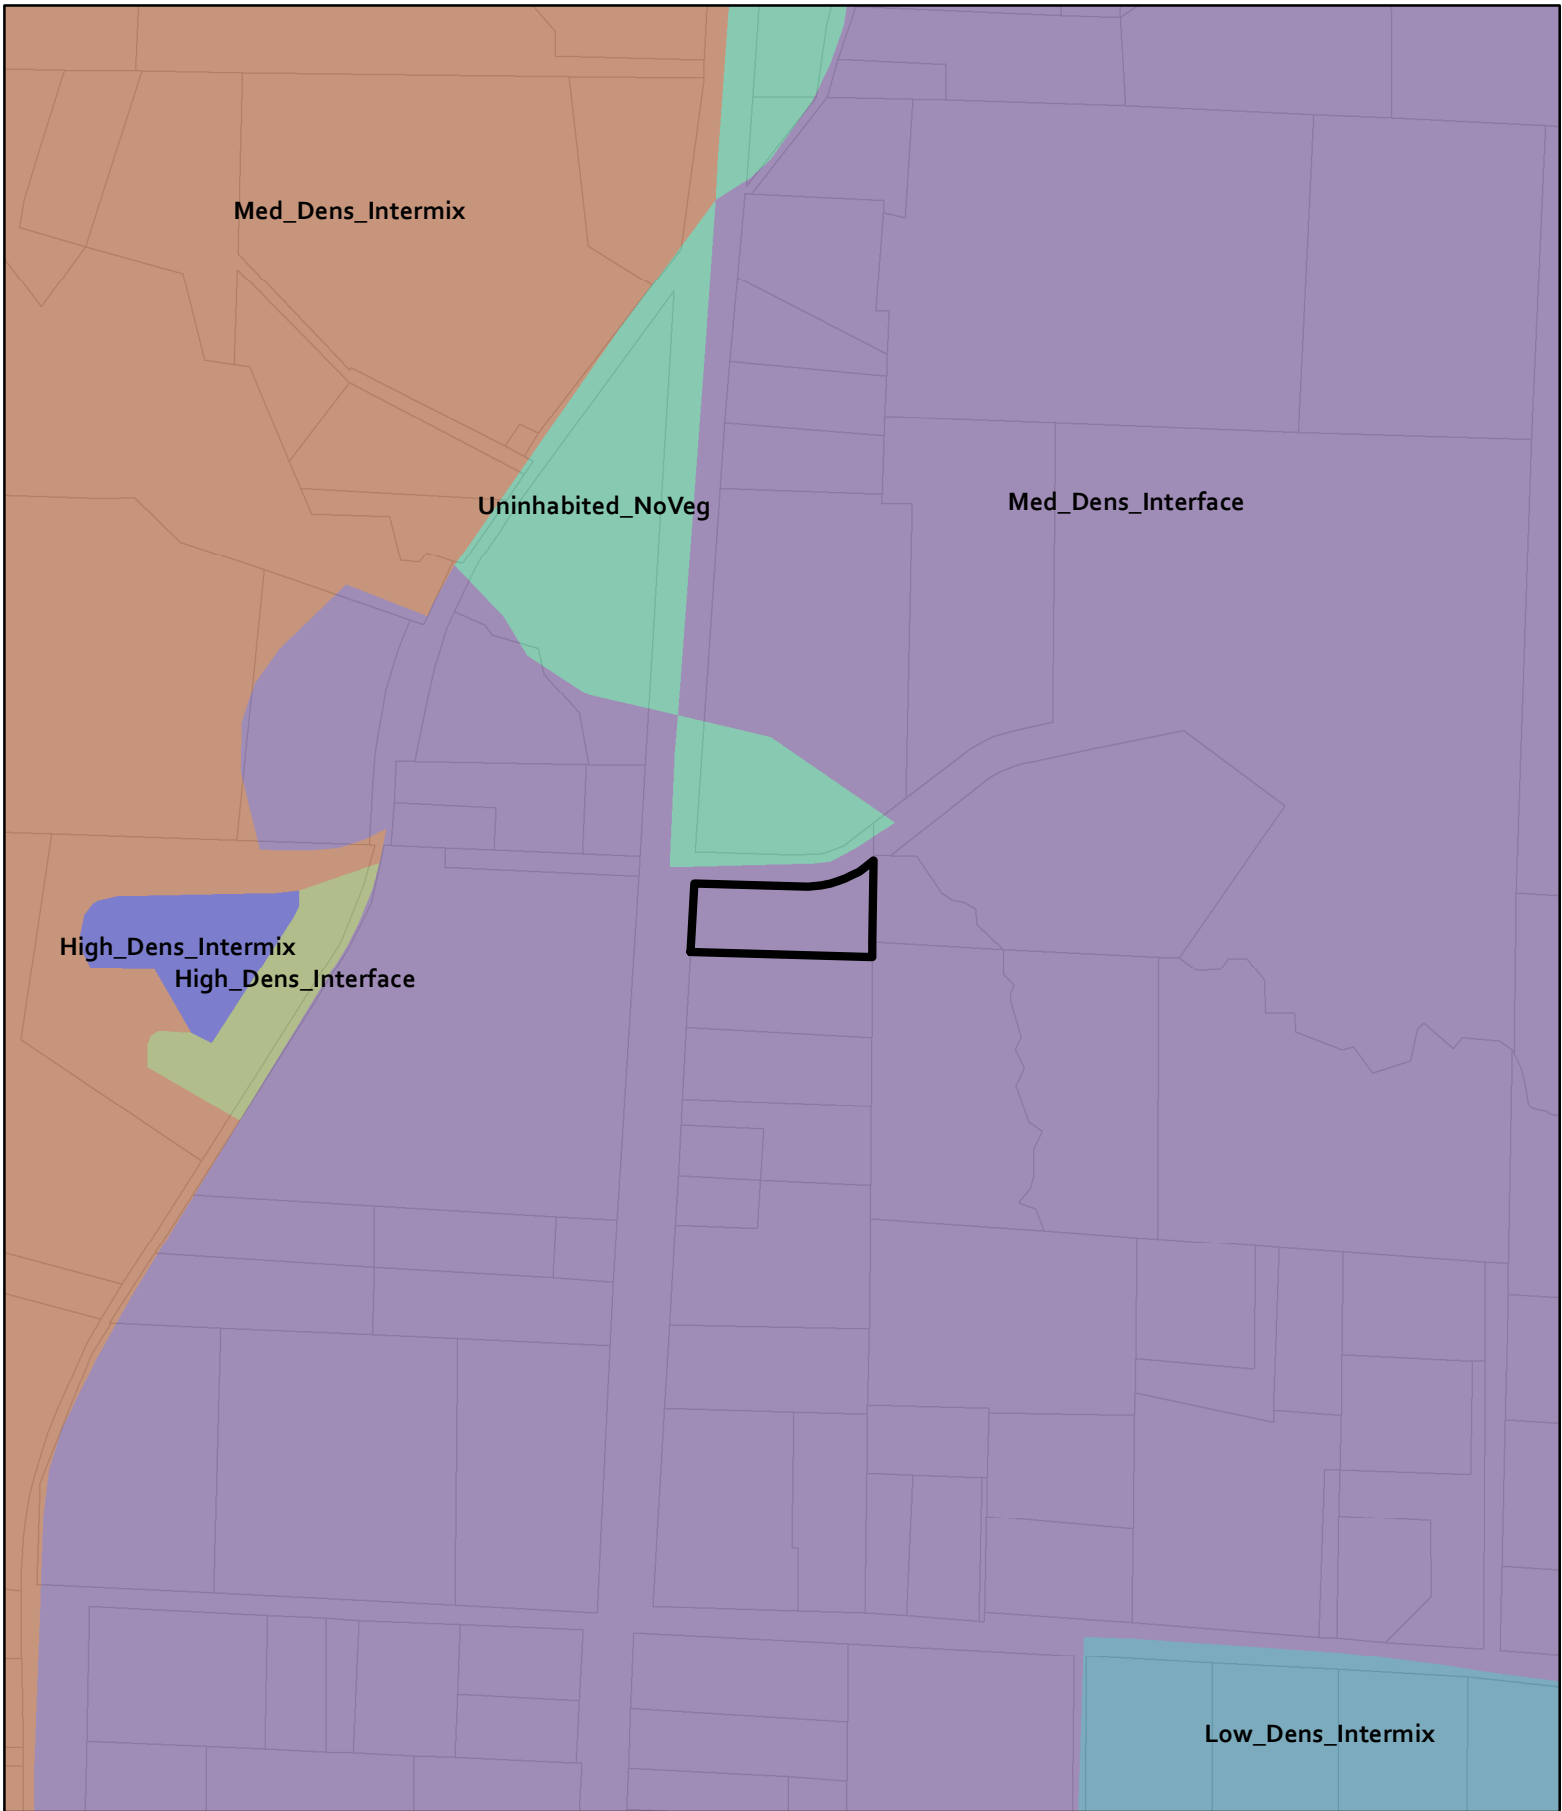 Med_Dens_Intermix
Uninhabited_NoVeg
Med_Dens_Interface
High_Dens_Intermix
High_Dens_Interface
Low_Dens_Intermix